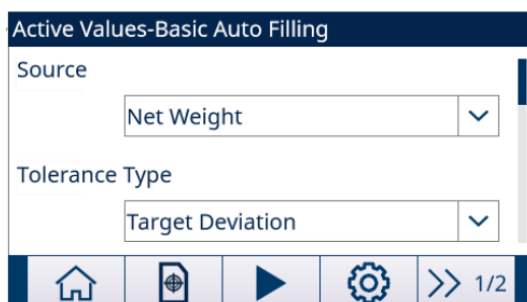 Active Values-Basic Auto Filling
Source
Net Weight
Tolerance Type
Target Deviation
1/2